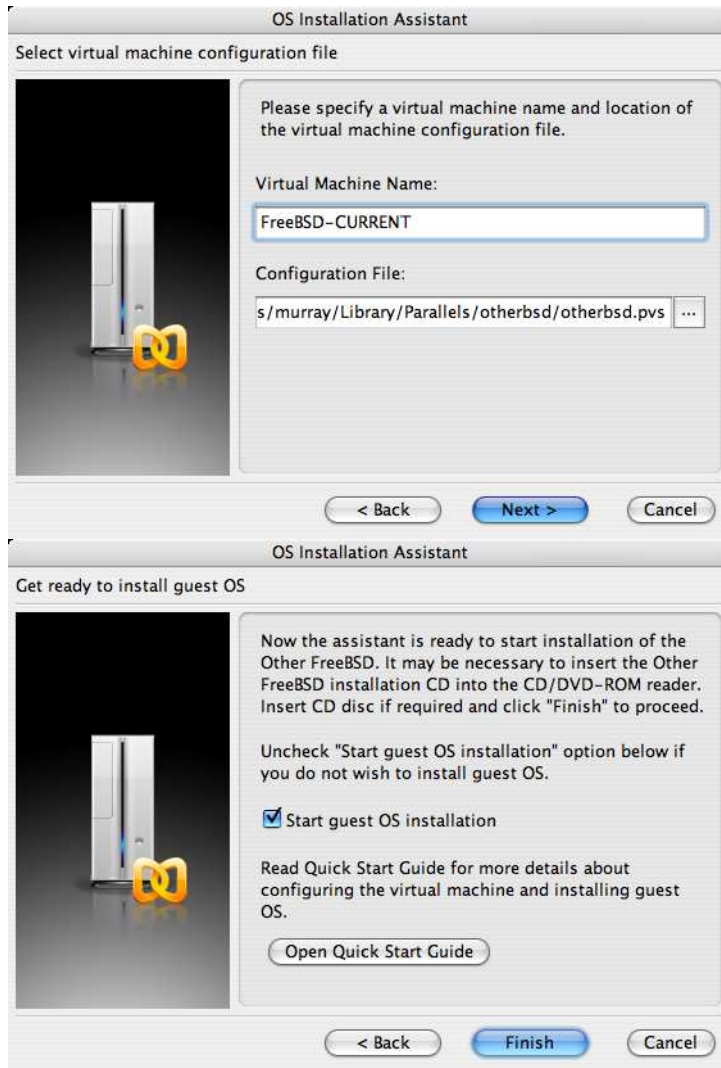 OS Installation Assistant
Select virtual machine configuration file
Please specify a virtual machine name and location of
the virtual machine configuration file.
Virtual Machine Name:
FreeBSD-CURRENT
Configuration File:
s/murray/Library/Parallels/otherbsd/otherbsd.pvs ...
< Back Next > Cancel
OS Installation Assistant
Get ready to install guest OS
Now the assistant is ready to start installation of the
Other FreeBSD. It may be necessary to insert the Other
FreeBSD installation CD into the CD/DVD-ROM reader.
Insert CD disc if required and click "Finish" to proceed.
Uncheck "Start guest OS installation" option below if
you do not wish to install guest OS.
Start guest OS installation
Read Quick Start Guide for more details about
configuring the virtual machine and installing guest
OS.
Open Quick Start Guide
< Back Finish Cancel